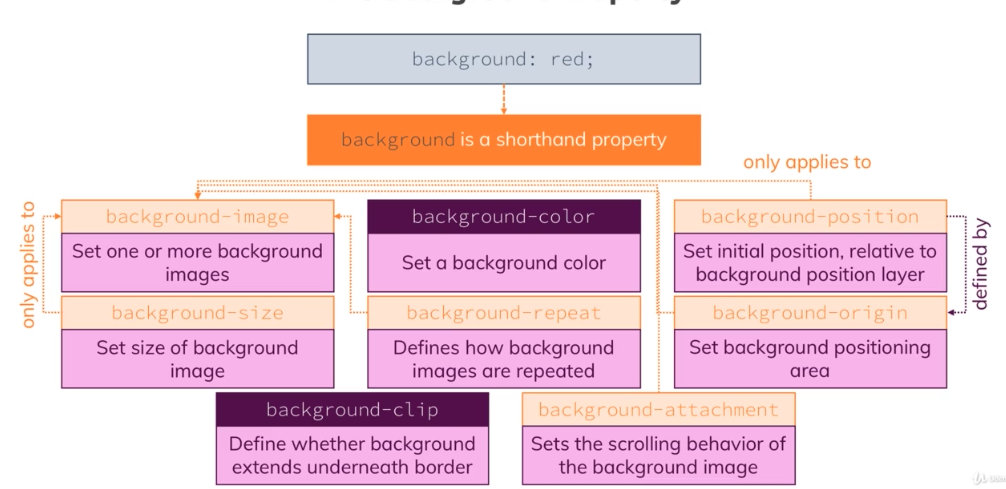 background: red;
background is a shorthand property
only applies to
only applies to
background-image
Set one or more background
images
background-color
Set a background color
background-position
Set initial position, relative to
background position layer
defined by
background-size
Set size of background
image
background-repeat
Defines how background
images are repeated
background-origin
Set background positioning
area
background-clip
Define whether background
extends underneath border
background-attachment
Sets the scrolling behavior of
the background image